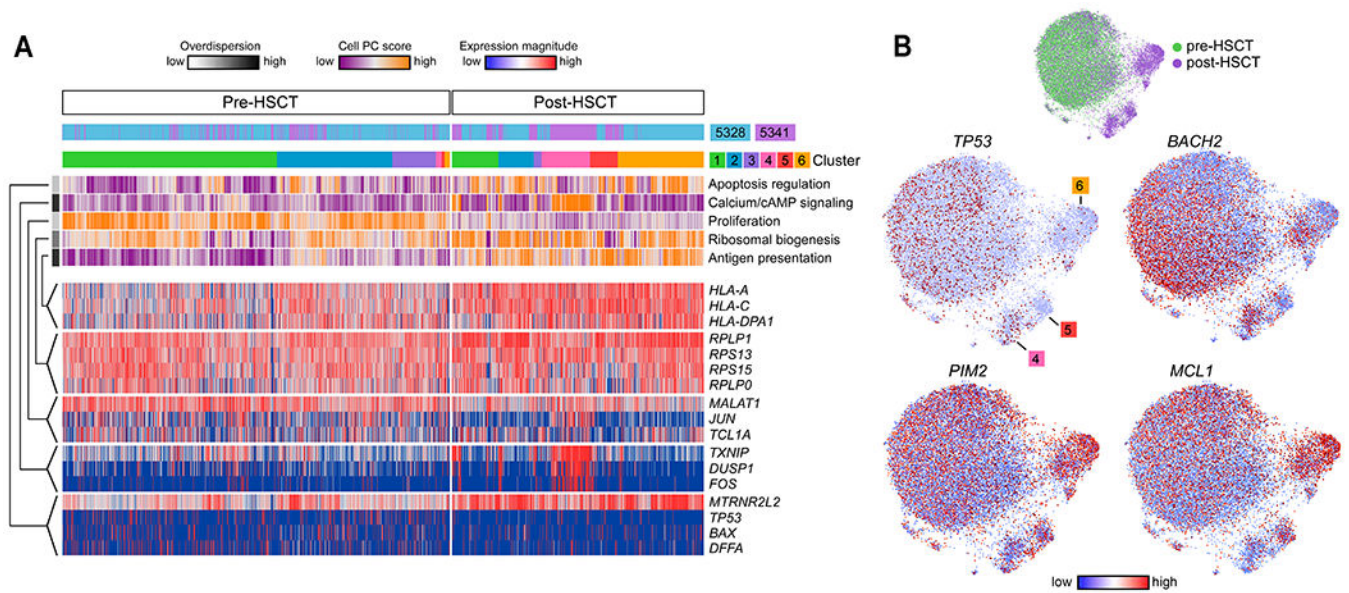 A
Overdispersion
low high
Cell PC score
low high
Expression magnitude
low high
Pre-HSCT
Post-HSCT
5328 5341
1 2 3 4 5 6 Cluster
Apoptosis regulation
Calcium/cAMP signaling
Proliferation
Ribosomal biogenesis
Antigen presentation
HLA-A
HLA-C
HLA-DPA1
RPLP1
RPS13
RPS15
RPLP0
MALAT1
JUN
TCL1A
TXNIP
DUSP1
FOS
MTRNR2L2
TP53
BAX
DFFA
B
pre-HSCT
post-HSCT
TP53
BACH2
6
5
4
PIM2
MCL1
low high